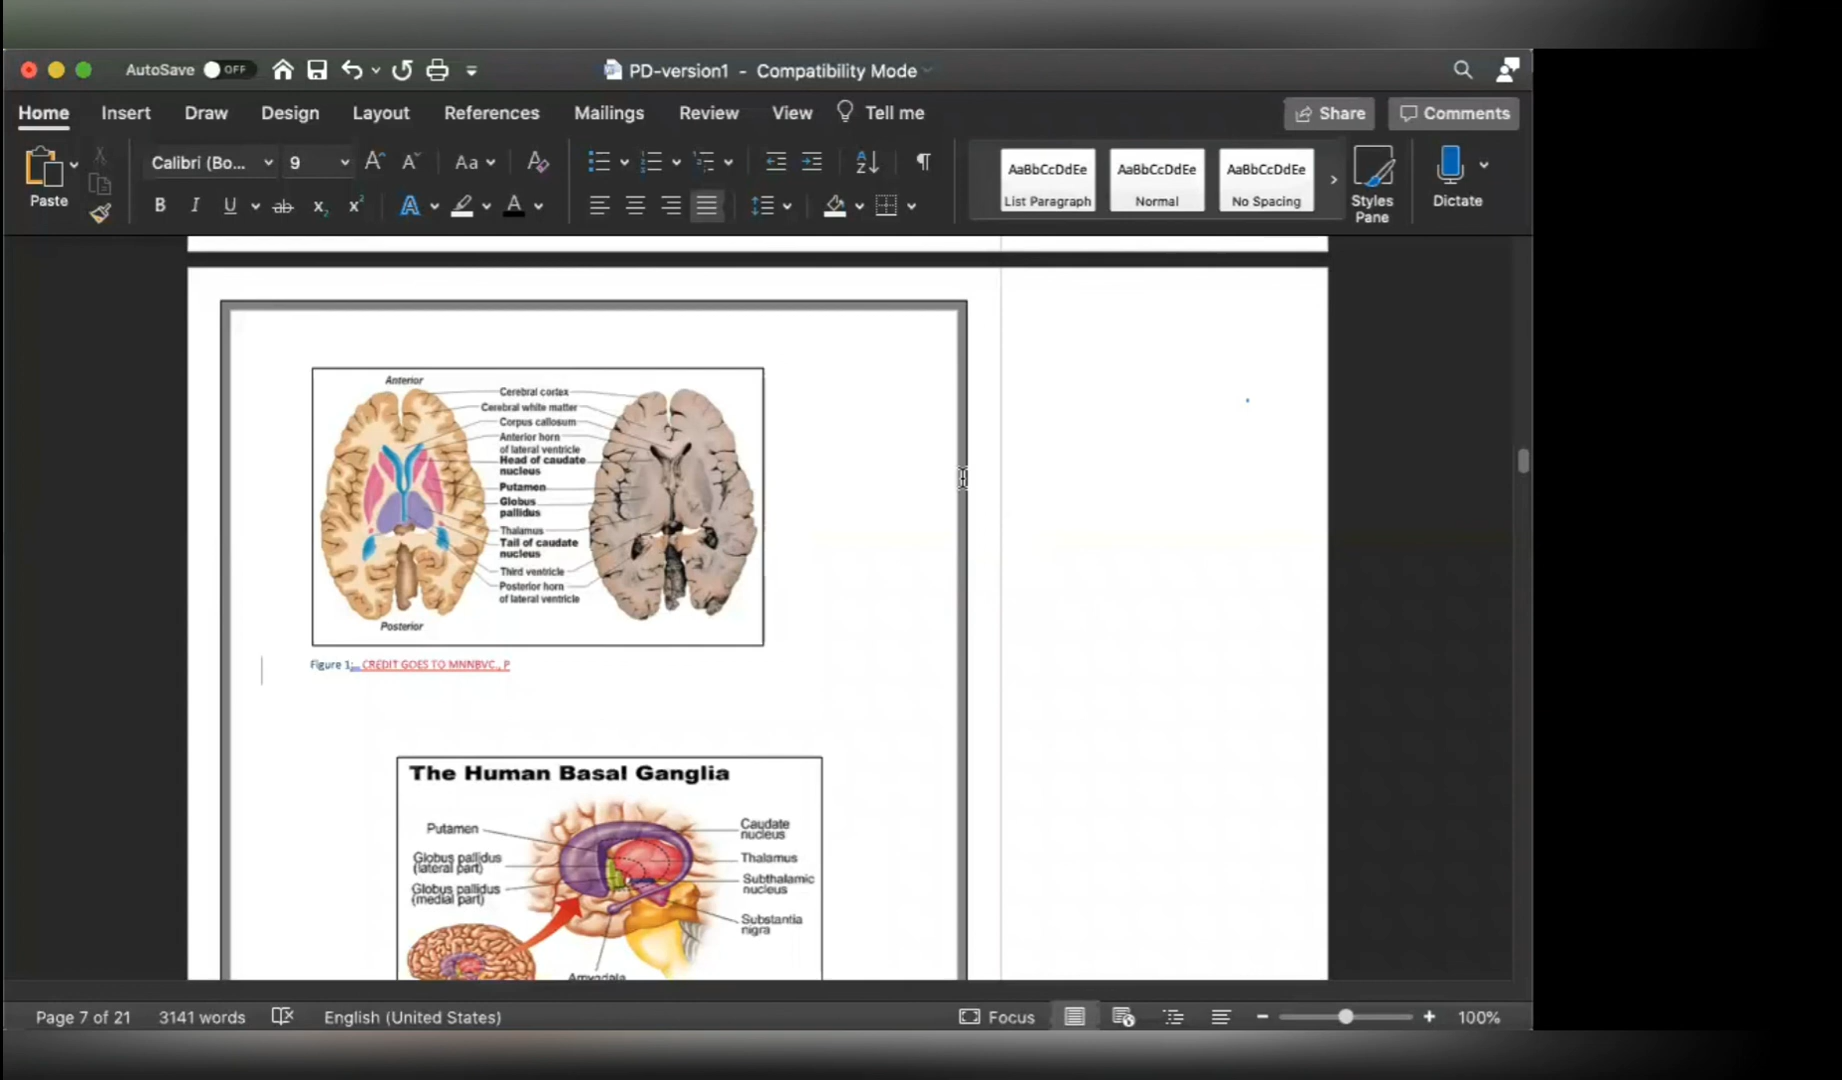 AutoSave OFF PD-version1 - Compatibility Mode
Home Insert Draw Design Layout References Mailings Review View Tell me Share Comments
Paste Calibri (Bo... 9 Aa AaBbCcDdEe AaBbCcDdEe AaBbCcDdEe
List Paragraph Normal No Spacing Styles Pane Dictate
Anterior
Cerebral cortex
Cerebral white matter
Corpus callosum
Anterior horn
of lateral ventricle
Head of caudate
nucleus
Putamen
Globus
pallidus
Thalamus
Tail of caudate
nucleus
Third ventricle
Posterior horn
of lateral ventricle
Posterior
Figure 1: CREDIT GOES TO MNNBVC., P
The Human Basal Ganglia
Putamen
Globus pallidus
(lateral part)
Globus pallidus
(medial part)
Caudate
nucleus
Thalamus
Subthalamic
nucleus
Substantia
nigra
Amygdala
Page 7 of 21 3141 words English (United States) Focus 100%